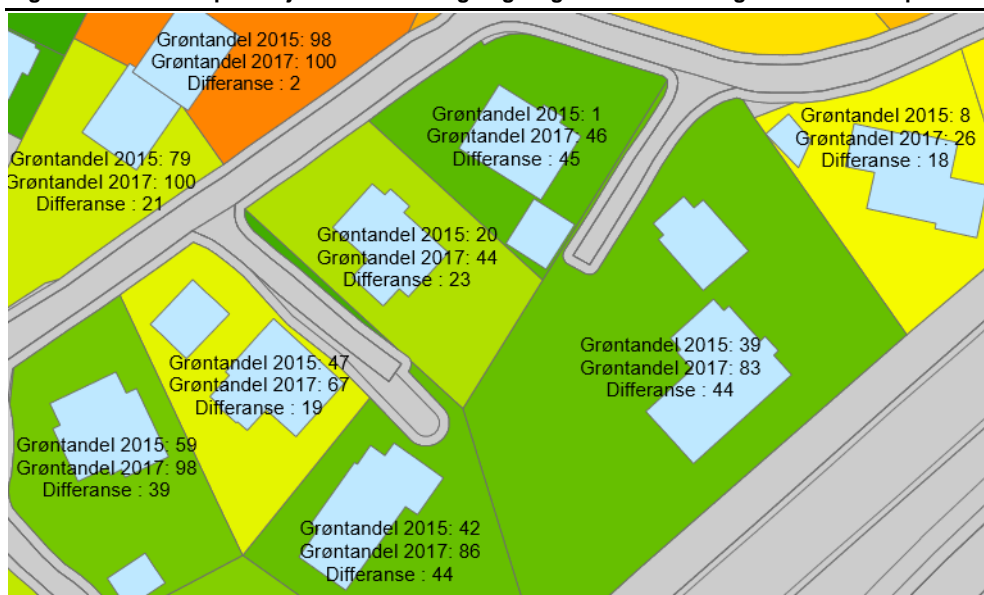 Grøntandel 2015: 98
Grøntandel 2017: 100
Differanse : 2
Grøntandel 2015: 1
Grøntandel 2017: 46
Differanse : 45
Grøntandel 2015: 8
Grøntandel 2017: 26
Differanse : 18
Grøntandel 2015: 79
Grøntandel 2017: 100
Differanse : 21
Grøntandel 2015: 20
Grøntandel 2017: 44
Differanse : 23
Grøntandel 2015: 39
Grøntandel 2017: 83
Differanse : 44
Grøntandel 2015: 47
Grøntandel 2017: 67
Differanse : 19
Grøntandel 2015: 59
Grøntandel 2017: 98
Differanse : 39
Grøntandel 2015: 42
Grøntandel 2017: 86
Differanse : 44